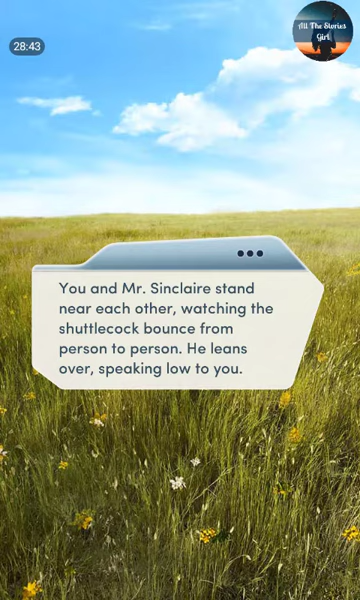 28:43
All The Stories
Girl
You and Mr. Sinclaire stand
near each other, watching the
shuttlecock bounce from
person to person. He leans
over, speaking low to you.